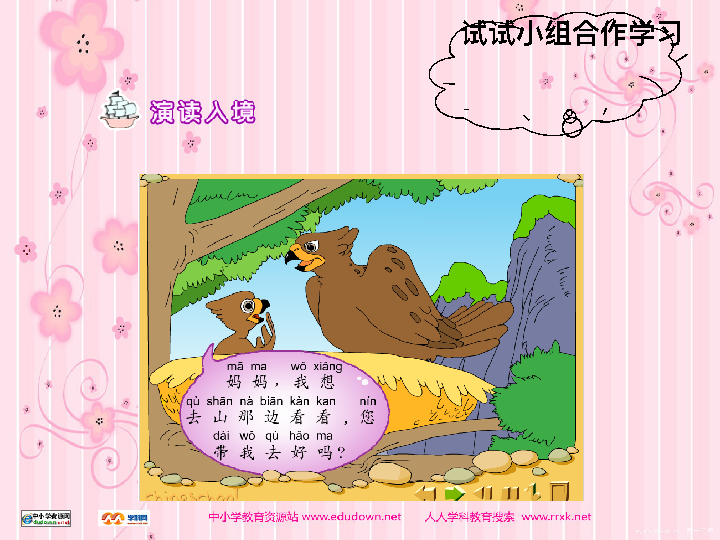 试试小组合作学习
演读入境
mā ma wǒ xiǎng
妈妈，我想
qù shān nà biān kàn kan nín
去山那边看看，您
dài wǒ qù hǎo ma
带我去好吗？
chingschool
中小学教育资源站 www.edudown.net 人人学科教育搜索 www.rrxk.net